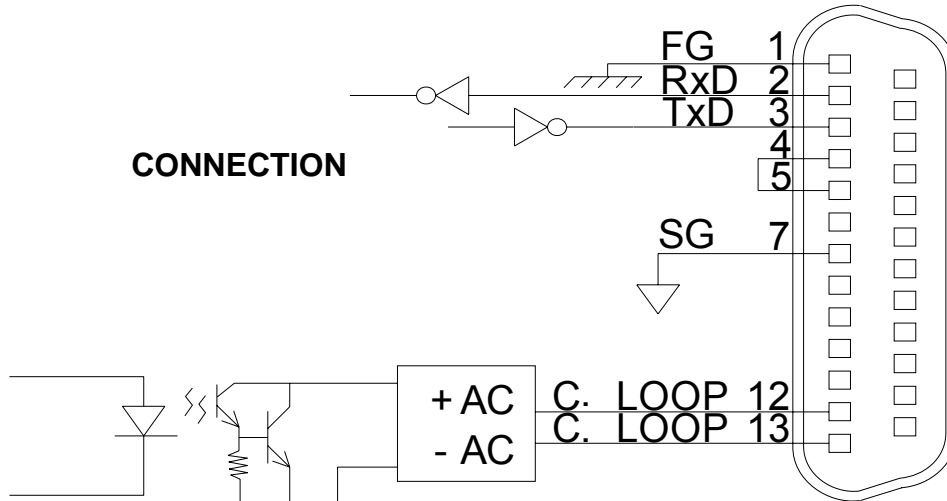 FG 1
RxD 2
TxD 3
4
CONNECTION
5
SG 7
+ AC
C. LOOP 12
C. LOOP 13
- AC